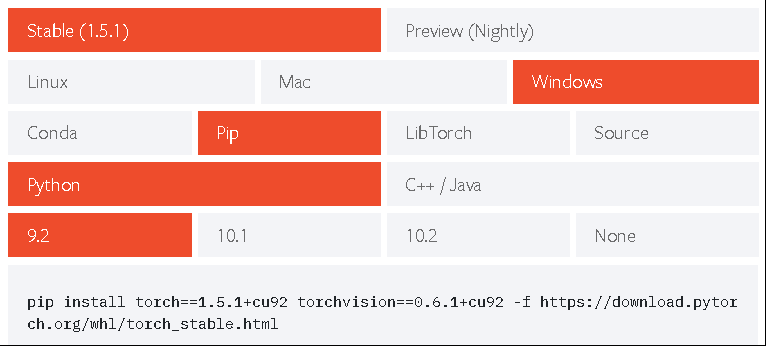 Stable (1.5.1) Preview (Nightly)
Linux Mac Windows
Conda Pip LibTorch Source
Python C++ / Java
9.2 10.1 10.2 None
pip install torch==1.5.1+cu92 torchvision==0.6.1+cu92 -f https://download.pytor
ch.org/whl/torch_stable.html